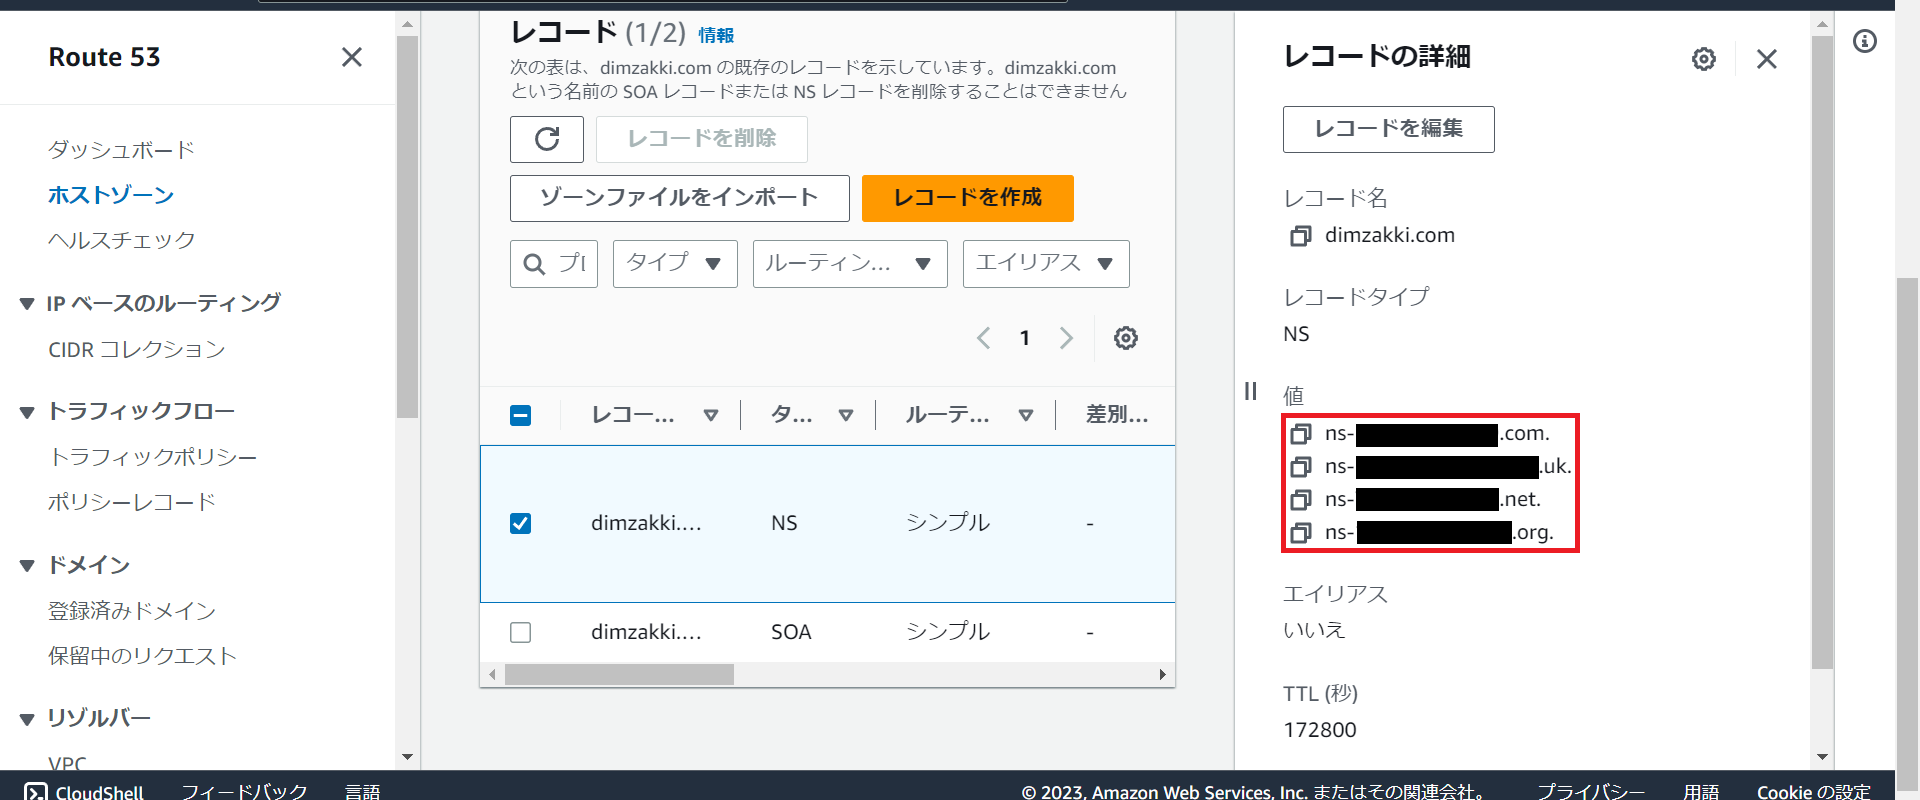 Route 53
ダッシュボード
ホストゾーン
ヘルスチェック
IP ベースのルーティング
CIDR コレクション
トラフィックフロー
トラフィックポリシー
ポリシーレコード
ドメイン
登録済みドメイン
保留中のリクエスト
リゾルバー
VPC
レコード (1/2) 情報
次の表は、dimzakki.com の既存のレコードを示しています。dimzakki.com
という名前の SOA レコードまたは NS レコードを削除することはできません
レコードを削除
ゾーンファイルをインポート レコードを作成
タイプ ルーティン... エイリアス
1
レコー... タ... ルーテ... 差別...
dimzakki.... NS シンプル -
dimzakki.... SOA シンプル -
レコードの詳細
レコードを編集
レコード名
dimzakki.com
レコードタイプ
NS
値
ns- .com.
ns- .uk.
ns- .net.
ns- .org.
エイリアス
いいえ
TTL (秒)
172800
CloudShell フィードバック 言語 © 2023, Amazon Web Services, Inc. またはその関連会社。 プライバシー 用語 Cookie の設定